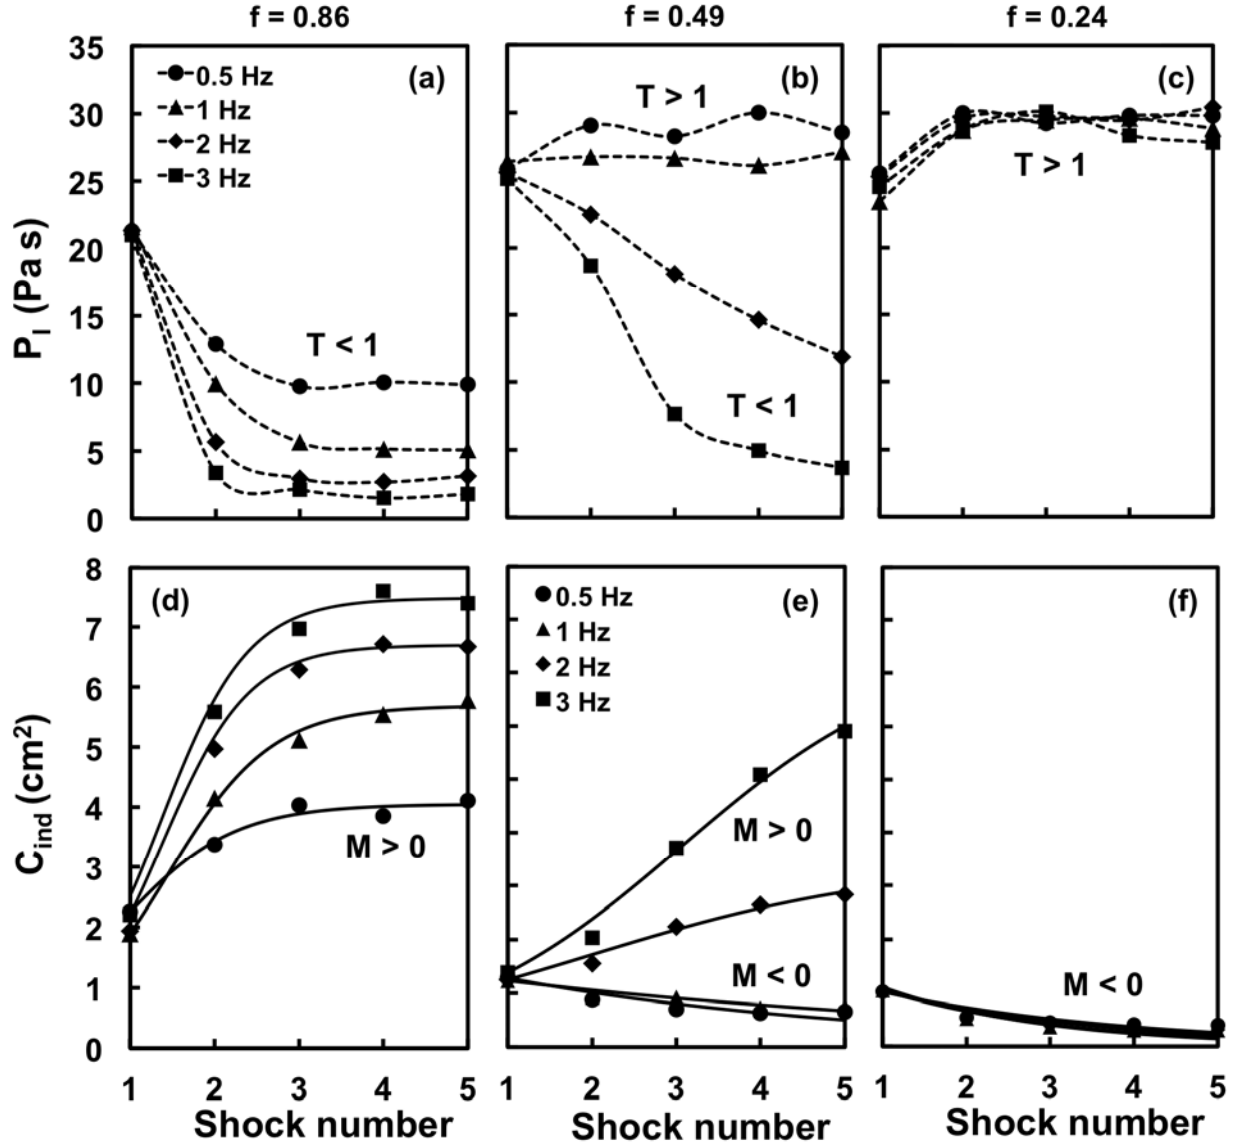 f = 0.86 f = 0.49 f = 0.24
35
30
25
20
15
10
5
0
P_I (Pa s)
(a)
0.5 Hz
1 Hz
2 Hz
3 Hz
T < 1
(b)
T > 1
T < 1
(c)
T > 1
8
7
6
5
4
3
2
1
0
C_ind (cm²)
(d)
M > 0
(e)
0.5 Hz
1 Hz
2 Hz
3 Hz
M > 0
M < 0
(f)
M < 0
1 2 3 4 5 1 2 3 4 5 1 2 3 4 5
Shock number Shock number Shock number